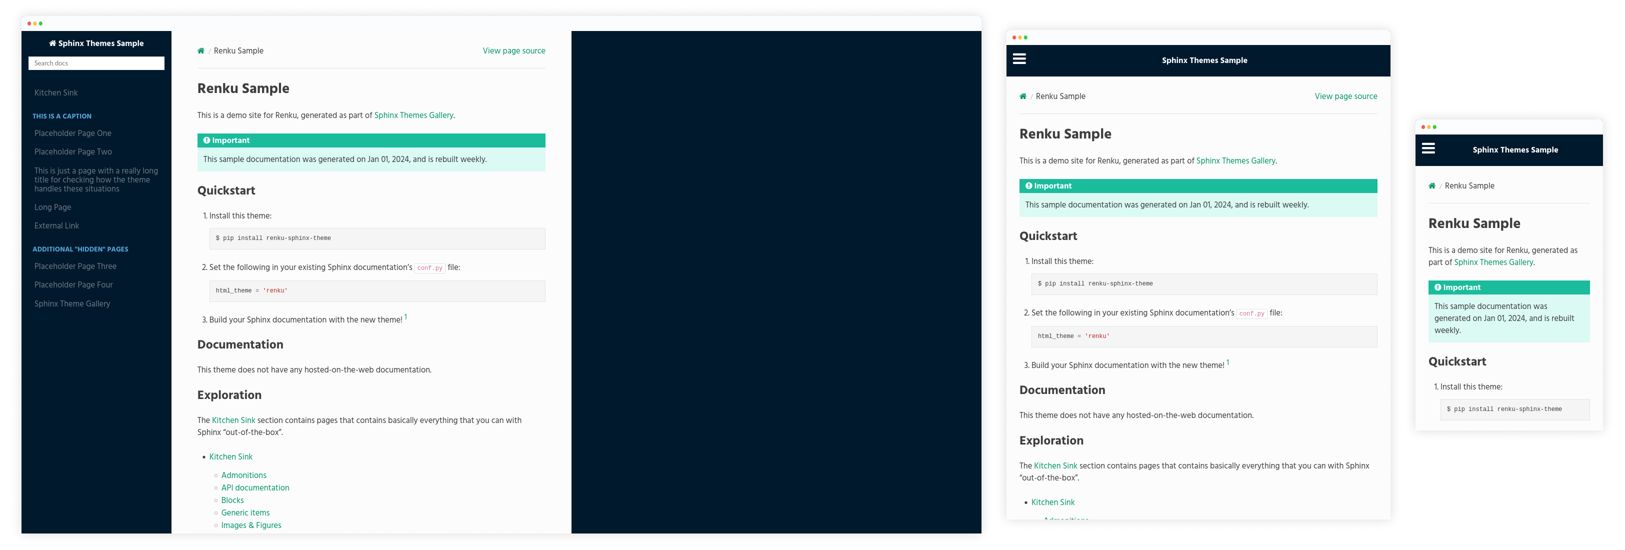 Sphinx Themes Sample
Search docs
Kitchen Sink
THIS IS A CAPTION
Placeholder Page One
Placeholder Page Two
This is just a page with a really long
title for checking how the theme
handles these situations
Long Page
External Link
ADDITIONAL "HIDDEN" PAGES
Placeholder Page Three
Placeholder Page Four
Sphinx Theme Gallery
/ Renku Sample
View page source
Renku Sample
This is a demo site for Renku, generated as part of Sphinx Themes Gallery.
Important
This sample documentation was generated on Jan 01, 2024, and is rebuilt weekly.
Quickstart
1. Install this theme:
$ pip install renku-sphinx-theme
2. Set the following in your existing Sphinx documentation’s conf.py file:
html_theme = 'renku'
3. Build your Sphinx documentation with the new theme! 1
Documentation
This theme does not have any hosted-on-the-web documentation.
Exploration
The Kitchen Sink section contains pages that contains basically everything that you can with
Sphinx “out-of-the-box”.
• Kitchen Sink
◦ Admonitions
◦ API documentation
◦ Blocks
◦ Generic items
◦ Images & Figures
Sphinx Themes Sample
/ Renku Sample
View page source
Renku Sample
This is a demo site for Renku, generated as part of Sphinx Themes Gallery.
Important
This sample documentation was generated on Jan 01, 2024, and is rebuilt weekly.
Quickstart
1. Install this theme:
$ pip install renku-sphinx-theme
2. Set the following in your existing Sphinx documentation’s conf.py file:
html_theme = 'renku'
3. Build your Sphinx documentation with the new theme! 1
Documentation
This theme does not have any hosted-on-the-web documentation.
Exploration
The Kitchen Sink section contains pages that contains basically everything that you can with Sphinx
“out-of-the-box”.
• Kitchen Sink
Sphinx Themes Sample
/ Renku Sample
Renku Sample
This is a demo site for Renku, generated as
part of Sphinx Themes Gallery.
Important
This sample documentation was
generated on Jan 01, 2024, and is rebuilt
weekly.
Quickstart
1. Install this theme:
$ pip install renku-sphinx-theme